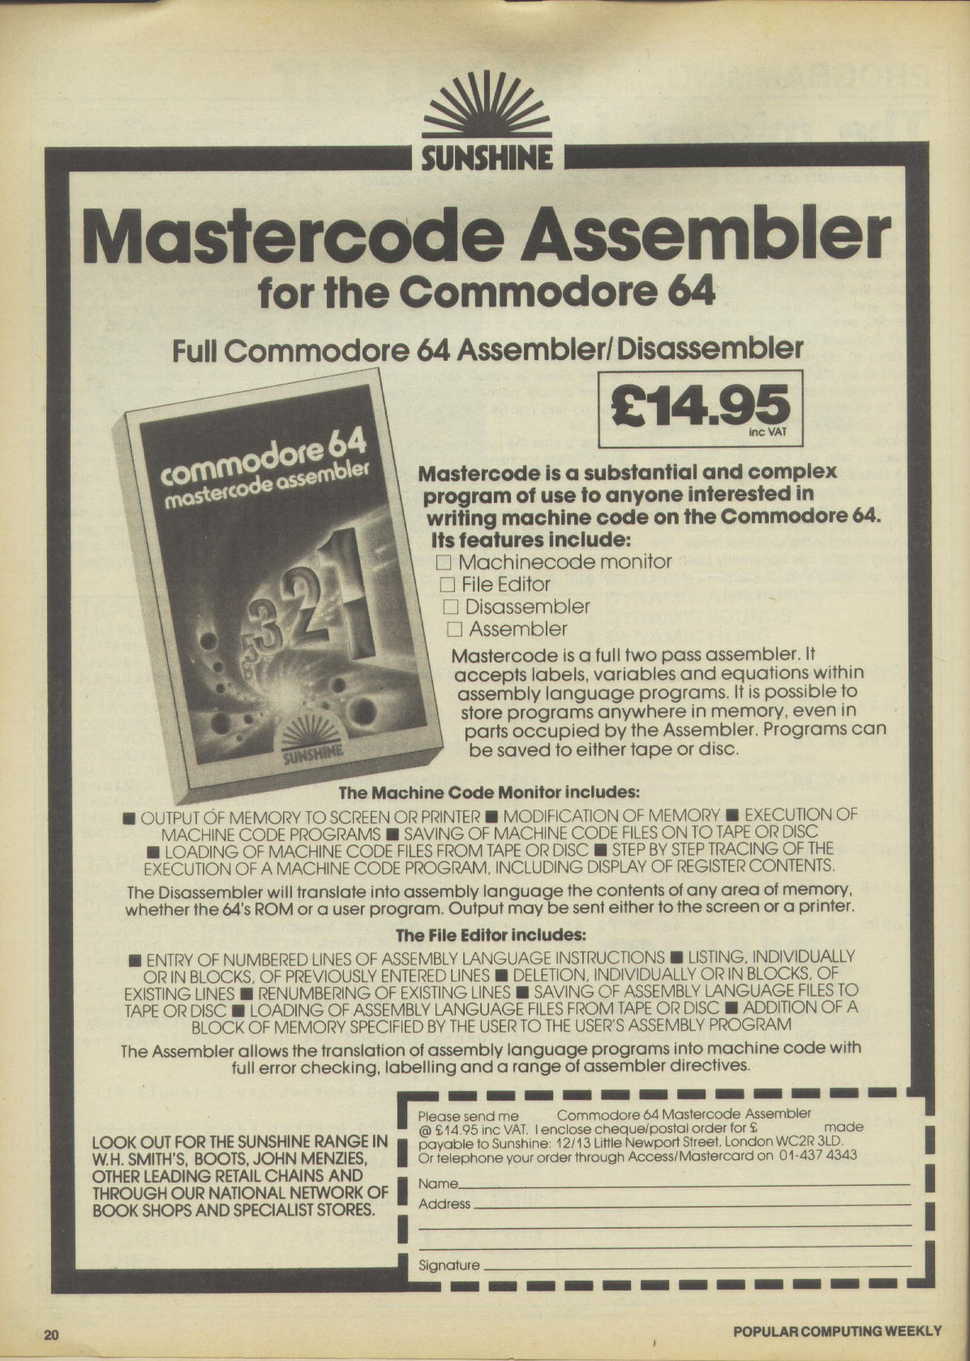 SUNSHINE
Mastercode Assembler
for the Commodore 64
Full Commodore 64 Assembler/Disassembler
£14.95
inc VAT
commodore 64
mastercode assembler
3 2 1
SUNSHINE
Mastercode is a substantial and complex
program of use to anyone interested in
writing machine code on the Commodore 64.
Its features include:
□ Machinecode monitor
□ File Editor
□ Disassembler
□ Assembler
Mastercode is a full two pass assembler. It
accepts labels, variables and equations within
assembly language programs. It is possible to
store programs anywhere in memory, even in
parts occupied by the Assembler. Programs can
be saved to either tape or disc.
The Machine Code Monitor includes:
■ OUTPUT OF MEMORY TO SCREEN OR PRINTER ■ MODIFICATION OF MEMORY ■ EXECUTION OF
MACHINE CODE PROGRAMS ■ SAVING OF MACHINE CODE FILES ON TO TAPE OR DISC
■ LOADING OF MACHINE CODE FILES FROM TAPE OR DISC ■ STEP BY STEP TRACING OF THE
EXECUTION OF A MACHINE CODE PROGRAM, INCLUDING DISPLAY OF REGISTER CONTENTS.
The Disassembler will translate into assembly language the contents of any area of memory,
whether the 64's ROM or a user program. Output may be sent either to the screen or a printer.
The File Editor includes:
■ ENTRY OF NUMBERED LINES OF ASSEMBLY LANGUAGE INSTRUCTIONS ■ LISTING, INDIVIDUALLY
OR IN BLOCKS, OF PREVIOUSLY ENTERED LINES ■ DELETION, INDIVIDUALLY OR IN BLOCKS, OF
EXISTING LINES ■ RENUMBERING OF EXISTING LINES ■ SAVING OF ASSEMBLY LANGUAGE FILES TO
TAPE OR DISC ■ LOADING OF ASSEMBLY LANGUAGE FILES FROM TAPE OR DISC ■ ADDITION OF A
BLOCK OF MEMORY SPECIFIED BY THE USER TO THE USER'S ASSEMBLY PROGRAM
The Assembler allows the translation of assembly language programs into machine code with
full error checking, labelling and a range of assembler directives.
LOOK OUT FOR THE SUNSHINE RANGE IN
W.H. SMITH'S, BOOTS, JOHN MENZIES,
OTHER LEADING RETAIL CHAINS AND
THROUGH OUR NATIONAL NETWORK OF
BOOK SHOPS AND SPECIALIST STORES.
Please send me Commodore 64 Mastercode Assembler
@ £14.95 inc VAT. I enclose cheque/postal order for £ made
payable to Sunshine: 12/13 Little Newport Street, London WC2R 3LD.
Or telephone your order through Access/Mastercard on 01-437 4343
Name
Address
Signature
20
POPULAR COMPUTING WEEKLY